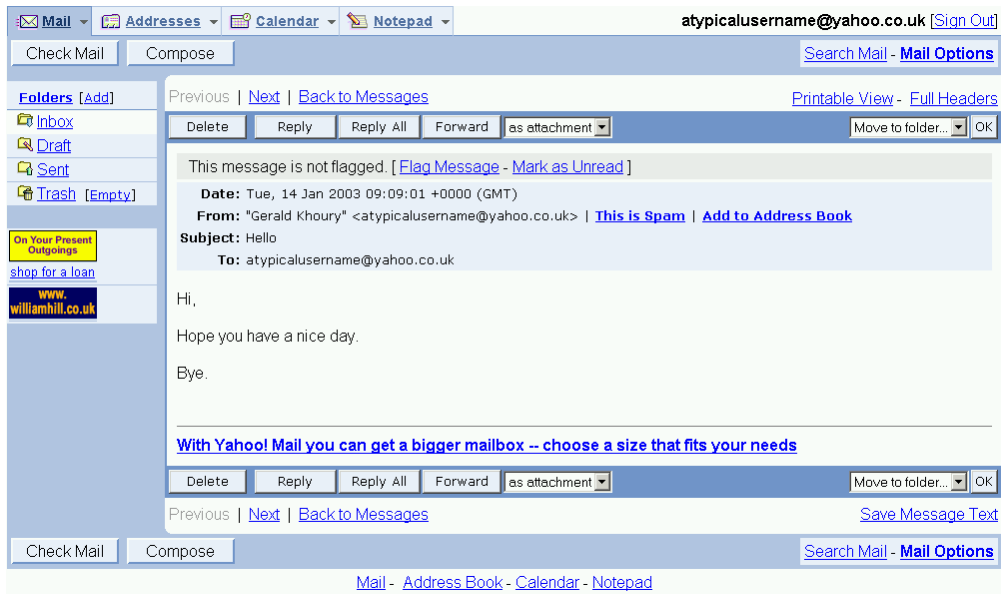 Mail Addresses Calendar Notepad atypicalusername@yahoo.co.uk [Sign Out]
Check Mail Compose Search Mail - Mail Options
Folders [Add]
Inbox
Draft
Sent
Trash [Empty]
On Your Present
Outgoings
shop for a loan
www.
williamhill.co.uk
Previous | Next | Back to Messages Printable View - Full Headers
Delete Reply Reply All Forward as attachment Move to folder... OK
This message is not flagged. [ Flag Message - Mark as Unread ]
Date: Tue, 14 Jan 2003 09:09:01 +0000 (GMT)
From: "Gerald Khoury" <atypicalusername@yahoo.co.uk> | This is Spam | Add to Address Book
Subject: Hello
To: atypicalusername@yahoo.co.uk
Hi,
Hope you have a nice day.
Bye.
With Yahoo! Mail you can get a bigger mailbox -- choose a size that fits your needs
Delete Reply Reply All Forward as attachment Move to folder... OK
Previous | Next | Back to Messages Save Message Text
Check Mail Compose Search Mail - Mail Options
Mail - Address Book - Calendar - Notepad